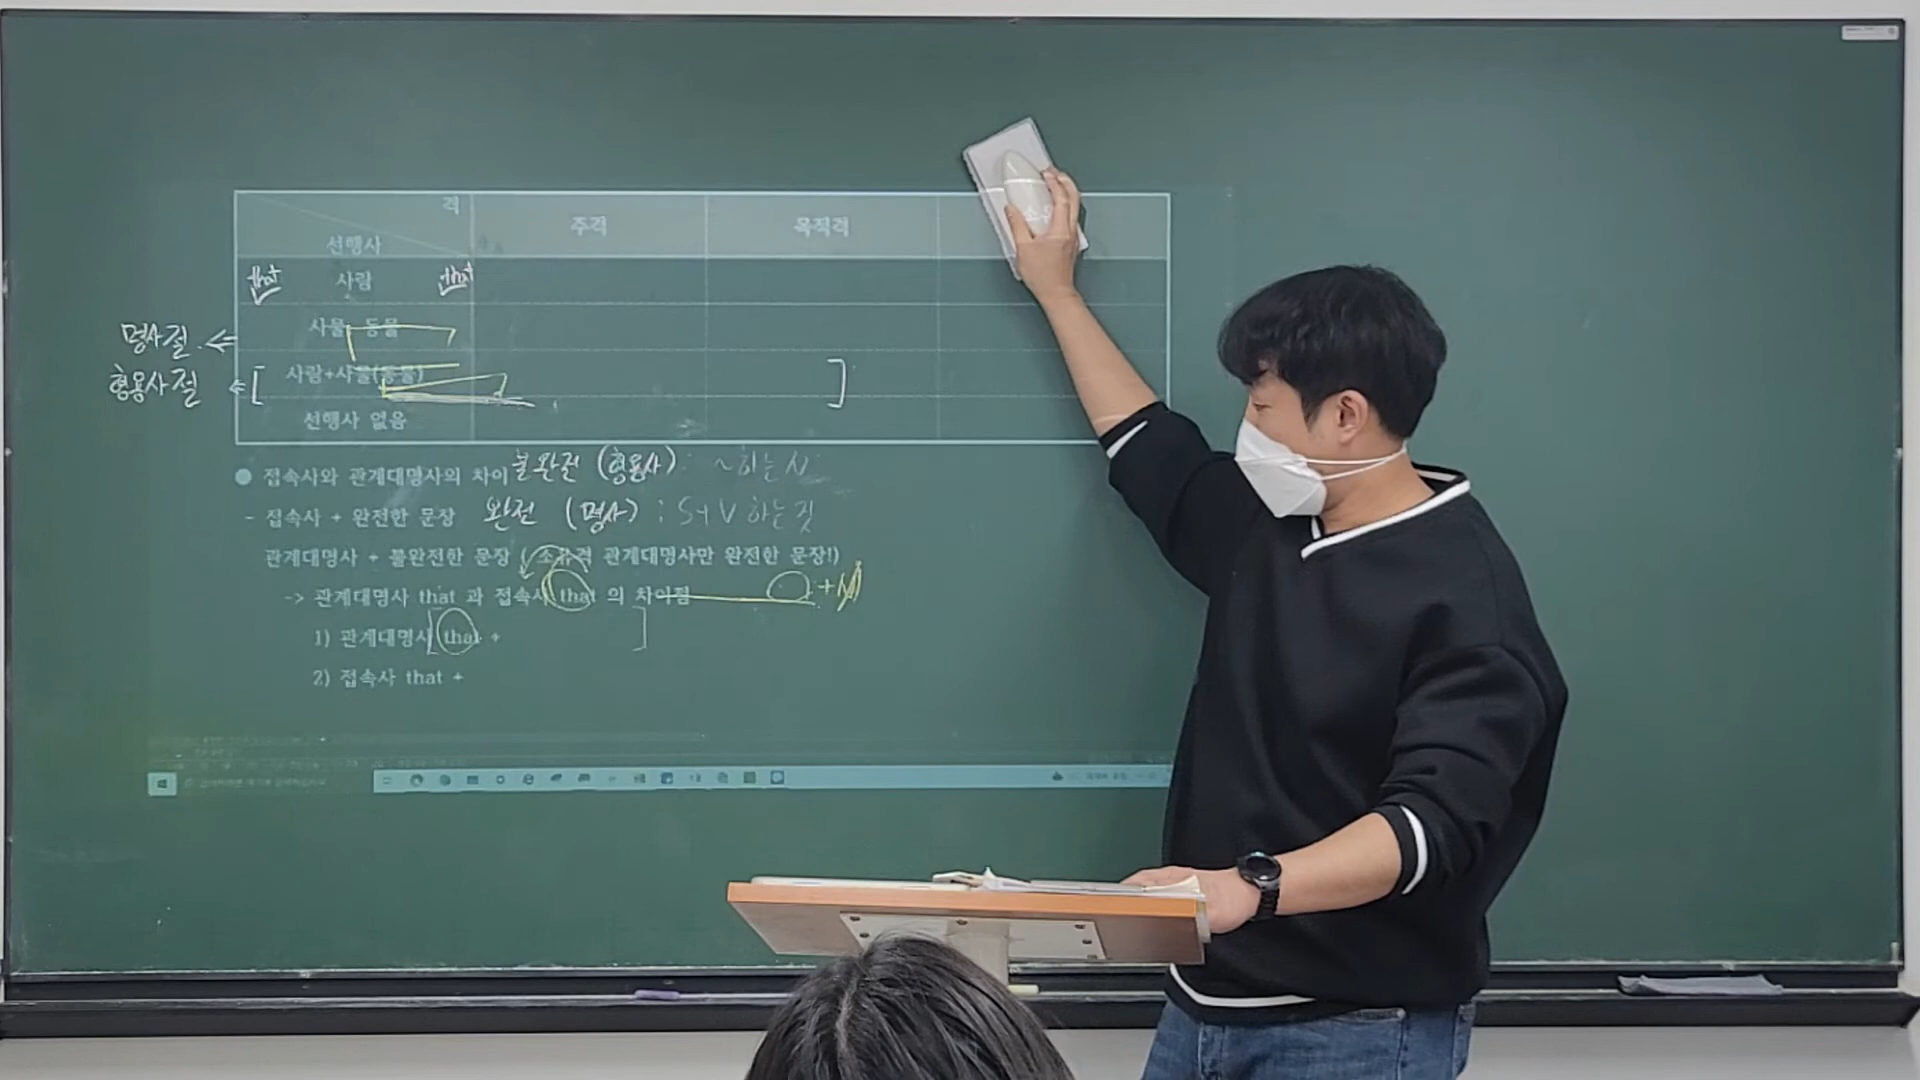 격
선행사 주격 목적격 소유
that 사람 that
사물, 동물
명사절
사람+사물(동물)
형용사절
선행사 없음
● 접속사와 관계대명사의 차이 불완전 (형용사) : ~하는 N
- 접속사 + 완전한 문장 완전 (명사) : S+V 하는 것
관계대명사 + 불완전한 문장 ( 소유격 관계대명사만 완전한 문장!)
-> 관계대명사 that 과 접속사 that 의 차이점
1) 관계대명사 that +
2) 접속사 that +